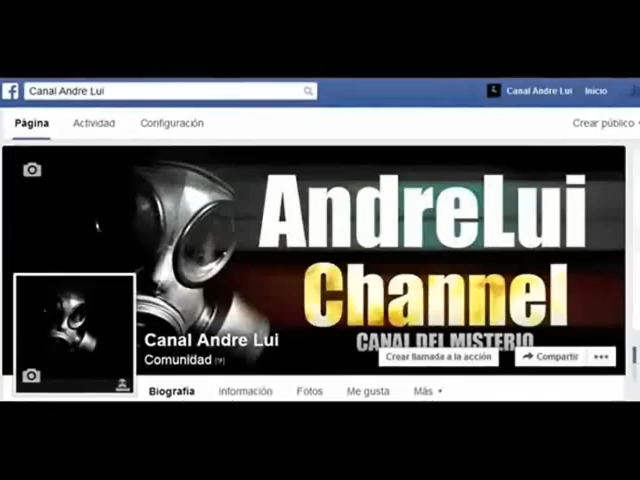 Canal Andre Lui
Canal Andre Lui Inicio
Página Actividad Configuración Crear público
AndreLui
Channel
CANAL DEL MISTERIO
Canal Andre Lui
Comunidad
Crear llamada a la acción Compartir
Biografía Información Fotos Me gusta Más